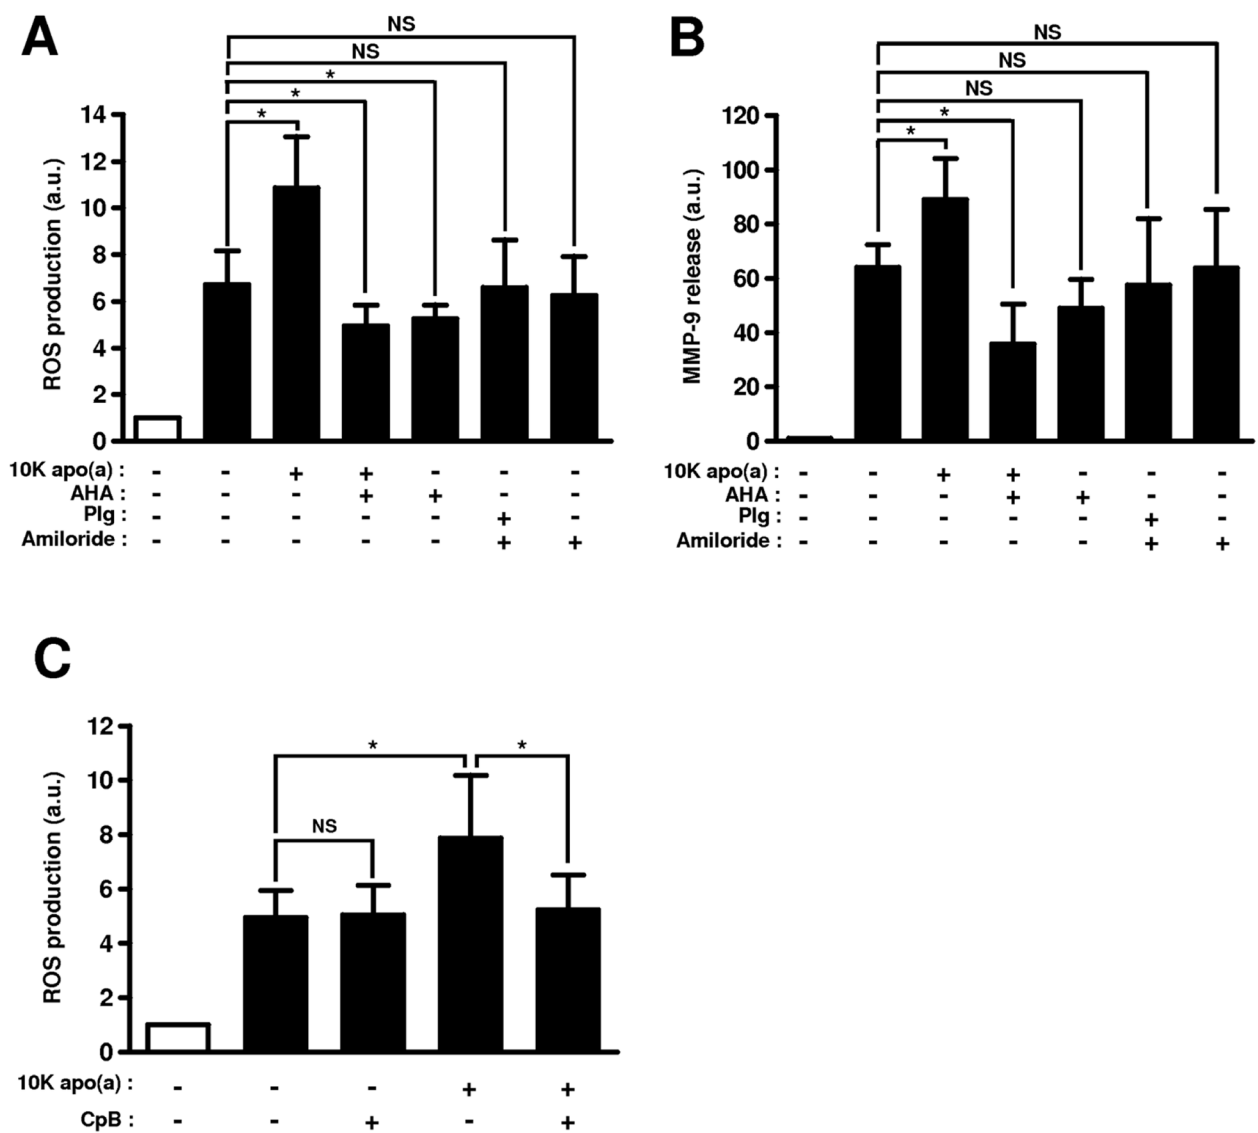 A
NS
NS
*
*
*
14
12
10
8
6
4
2
0
ROS production (a.u.)
10K apo(a) : - - + + - - -
AHA : - - - + + - -
Plg : - - - - - + -
Amiloride : - - - - - + +
B
NS
NS
NS
*
*
120
100
80
60
40
20
0
MMP-9 release (a.u.)
10K apo(a) : - - + + - - -
AHA : - - - + + - -
Plg : - - - - - + -
Amiloride : - - - - - + +
C
* *
NS
12
10
8
6
4
2
0
ROS production (a.u.)
10K apo(a) : - - - + +
CpB : - - + - +